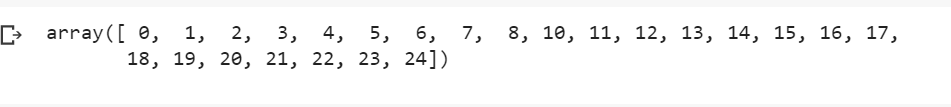 array([ 0,  1,  2,  3,  4,  5,  6,  7,  8, 10, 11, 12, 13, 14, 15, 16, 17,
       18, 19, 20, 21, 22, 23, 24])